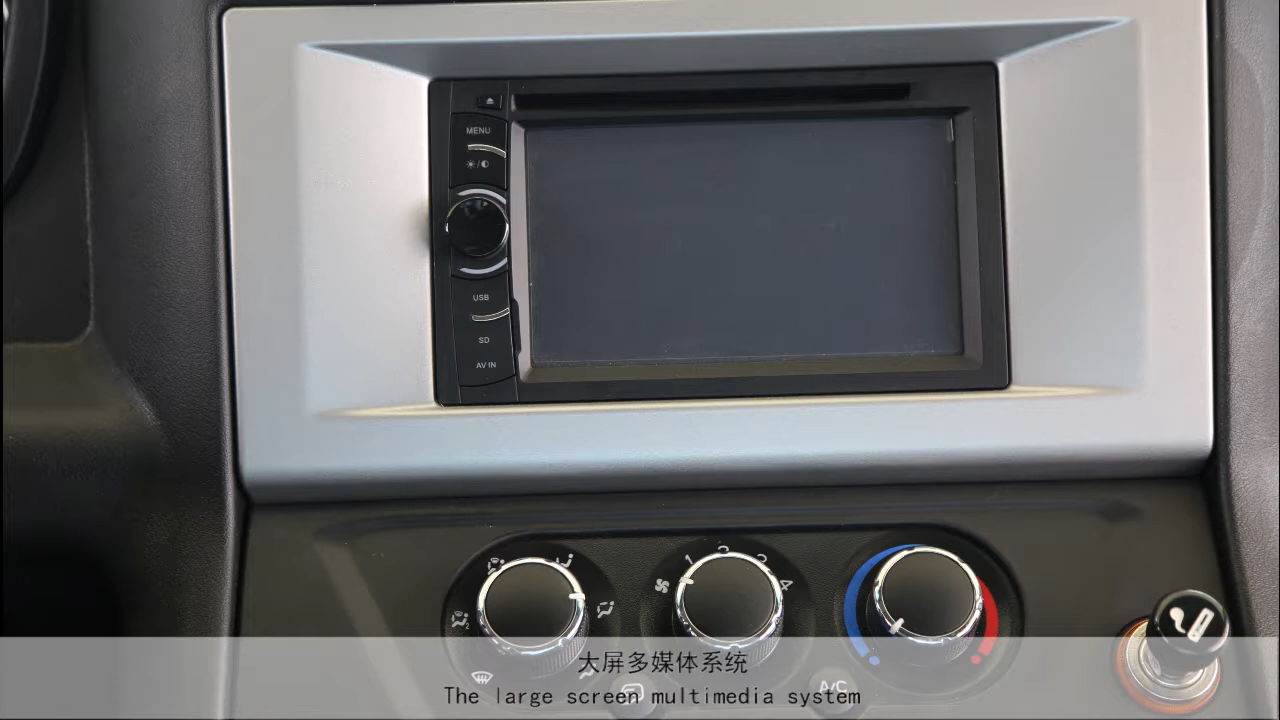 MENU
USB
SD
AV IN
1 2 3 4
A/C
大屏多媒体系统
The large screen multimedia system